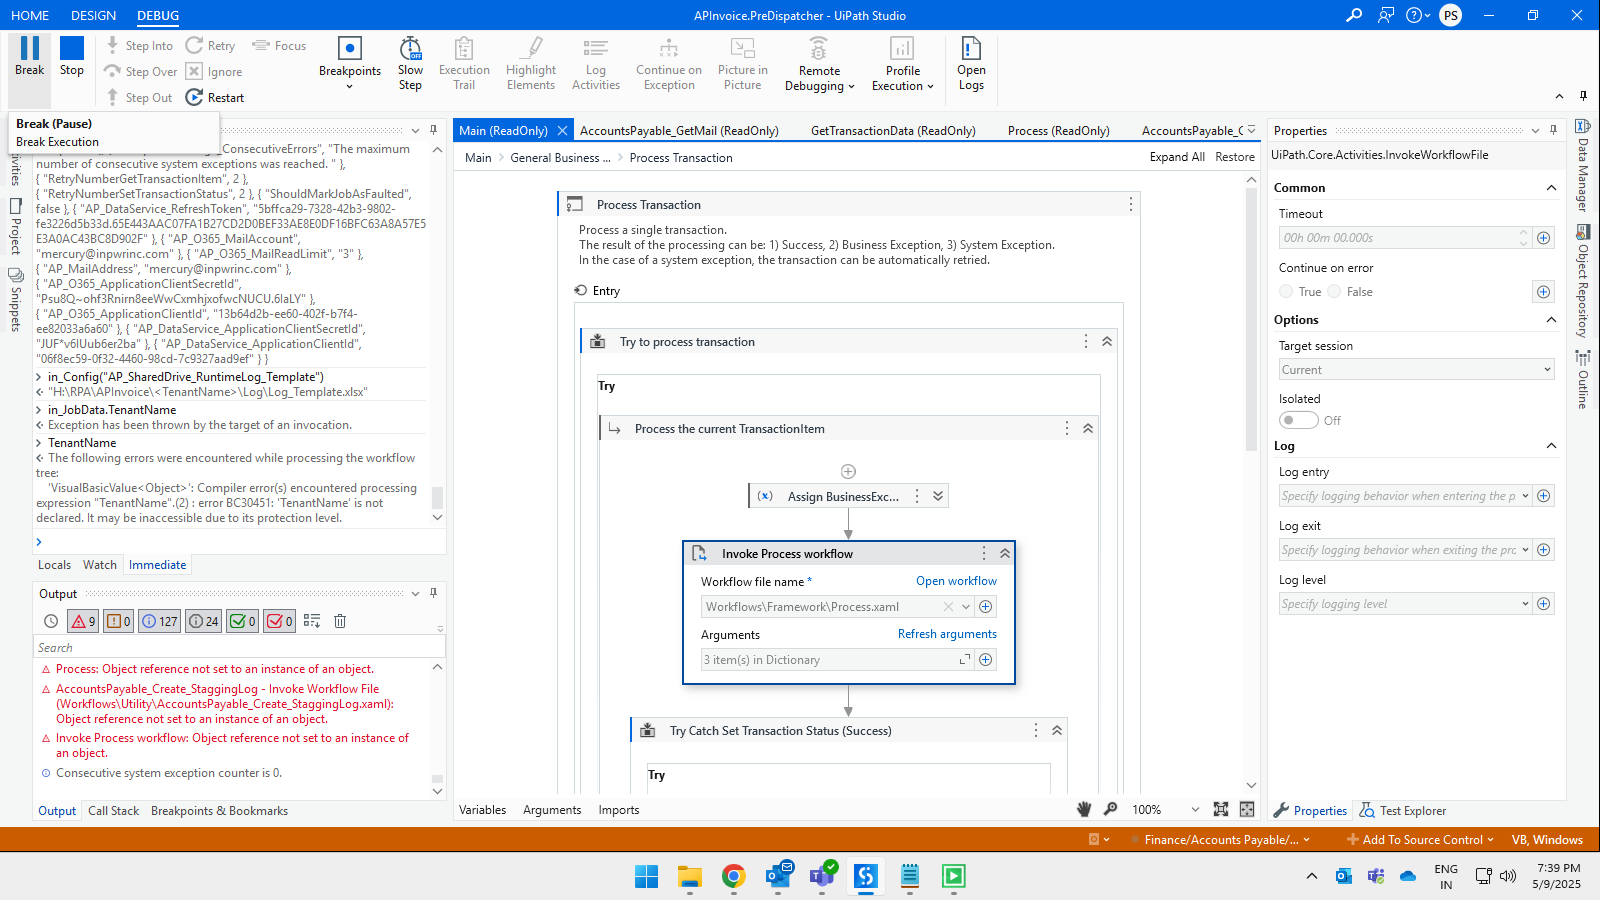 HOME DESIGN DEBUG
APInvoice.PreDispatcher - UiPath Studio
PS
Break
Stop
Step Into
Step Over
Step Out
Retry
Ignore
Restart
Focus
Breakpoints
Slow Step
Execution Trail
Highlight Elements
Log Activities
Continue on Exception
Picture in Picture
Remote Debugging
Profile Execution
Open Logs
Break (Pause)
Break Execution
Project
Snippets
_ConsecutiveErrors", "The maximum
number of consecutive system exceptions was reached. " },
{ "RetryNumberGetTransactionItem", 2 },
{ "RetryNumberSetTransactionStatus", 2 }, { "ShouldMarkJobAsFaulted",
false }, { "AP_DataService_RefreshToken", "5bffca29-7328-42b3-9802-
fe3226d5b33d.65E443AAC07FA1B27CD2D0BEF33AE8E0DF16BFC63A8A57E5
E3A0AC43BC8D902F" }, { "AP_O365_MailAccount",
"mercury@inpwrinc.com" }, { "AP_O365_MailReadLimit", "3" },
{ "AP_MailAddress", "mercury@inpwrinc.com" },
{ "AP_O365_ApplicationClientSecretId",
"Psu8Q~ohf3Rnirn8eeWwCxmhjxofwcNUCU.6laLY" },
{ "AP_O365_ApplicationClientId", "13b64d2b-ee60-402f-b7f4-
ee82033a6a60" }, { "AP_DataService_ApplicationClientSecretId",
"JUF*v6lUub6er2ba" }, { "AP_DataService_ApplicationClientId",
"06f8ec59-0f32-4460-98cd-7c9327aad9ef" } }
in_Config("AP_SharedDrive_RuntimeLog_Template")
"H:\RPA\APInvoice\<TenantName>\Log\Log_Template.xlsx"
in_JobData.TenantName
Exception has been thrown by the target of an invocation.
TenantName
The following errors were encountered while processing the workflow
tree:
'VisualBasicValue<Object>': Compiler error(s) encountered processing
expression "TenantName".(2) : error BC30451: 'TenantName' is not
declared. It may be inaccessible due to its protection level.
Locals Watch Immediate
Output
9 0 127 24 0 0
Search
Process: Object reference not set to an instance of an object.
AccountsPayable_Create_StaggingLog - Invoke Workflow File
(Workflows\Utility\AccountsPayable_Create_StaggingLog.xaml):
Object reference not set to an instance of an object.
Invoke Process workflow: Object reference not set to an instance of
an object.
Consecutive system exception counter is 0.
Output Call Stack Breakpoints & Bookmarks
Main (ReadOnly) AccountsPayable_GetMail (ReadOnly) GetTransactionData (ReadOnly) Process (ReadOnly)
Main General Business ... Process Transaction
Expand All Restore
Process Transaction
Process a single transaction.
The result of the processing can be: 1) Success, 2) Business Exception, 3) System Exception.
In the case of a system exception, the transaction can be automatically retried.
Entry
Try to process transaction
Try
Process the current TransactionItem
Assign BusinessExc...
Invoke Process workflow
Workflow file name * Open workflow
Workflows\Framework\Process.xaml
Arguments Refresh arguments
3 item(s) in Dictionary
Try Catch Set Transaction Status (Success)
Try
Variables Arguments Imports
100%
Properties
UiPath.Core.Activities.InvokeWorkflowFile
Common
Timeout
00h 00m 00.000s
Continue on error
True False
Options
Target session
Current
Isolated
Off
Log
Log entry
Specify logging behavior when entering the p
Log exit
Specify logging behavior when exiting the prc
Log level
Specify logging level
Properties Test Explorer
Data Manager
Object Repository
Outline
Finance/Accounts Payable/... Add To Source Control VB, Windows
ENG
IN
7:39 PM
5/9/2025